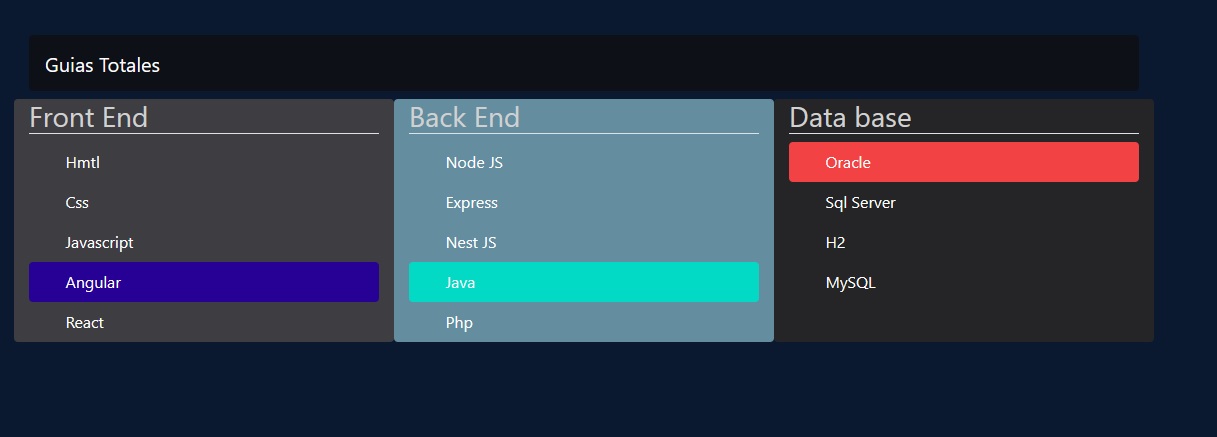 Guias Totales
Front End
Hmtl
Css
Javascript
Angular
React
Back End
Node JS
Express
Nest JS
Java
Php
Data base
Oracle
Sql Server
H2
MySQL